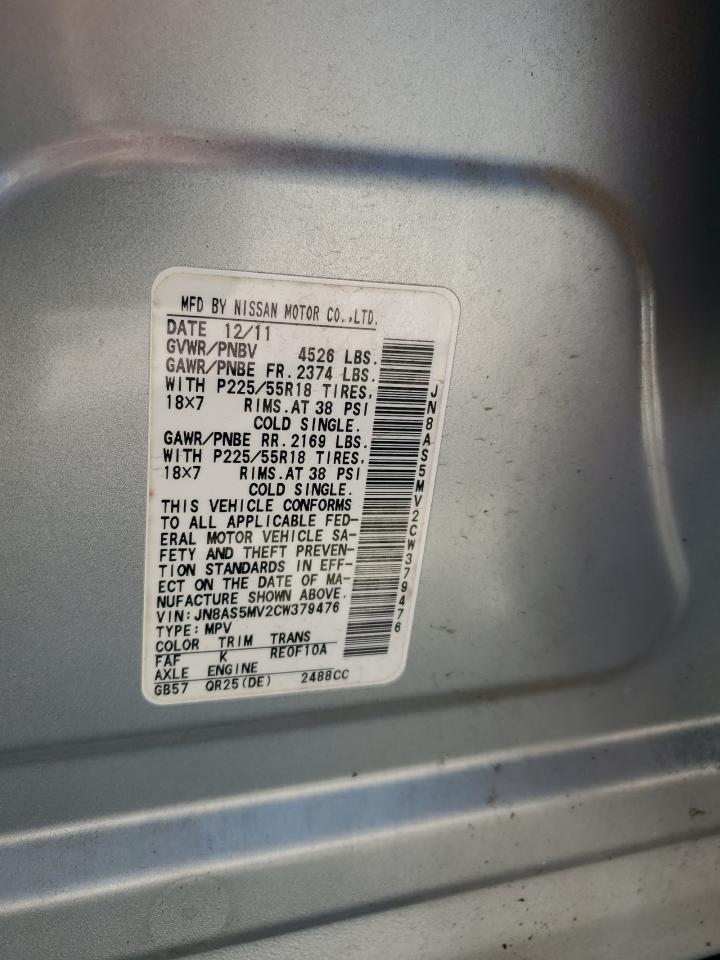 MFD BY NISSAN MOTOR CO.,LTD.
DATE 12/11
GVWR/PNBV 4526 LBS.
GAWR/PNBE FR. 2374 LBS.
WITH P225/55R18 TIRES,
18×7 RIMS.AT 38 PSI
COLD SINGLE.
GAWR/PNBE RR. 2169 LBS.
WITH P225/55R18 TIRES,
18×7 RIMS.AT 38 PSI
COLD SINGLE.
THIS VEHICLE CONFORMS
TO ALL APPLICABLE FED-
ERAL MOTOR VEHICLE SA-
FETY AND THEFT PREVEN-
TION STANDARDS IN EFF-
ECT ON THE DATE OF MA-
NUFACTURE SHOWN ABOVE.
VIN:JN8AS5MV2CW379476
TYPE: MPV
COLOR TRIM TRANS
FAF K RE0F10A
AXLE ENGINE
GB57 QR25(DE) 2488CC
JN8AS5MV2CW379476